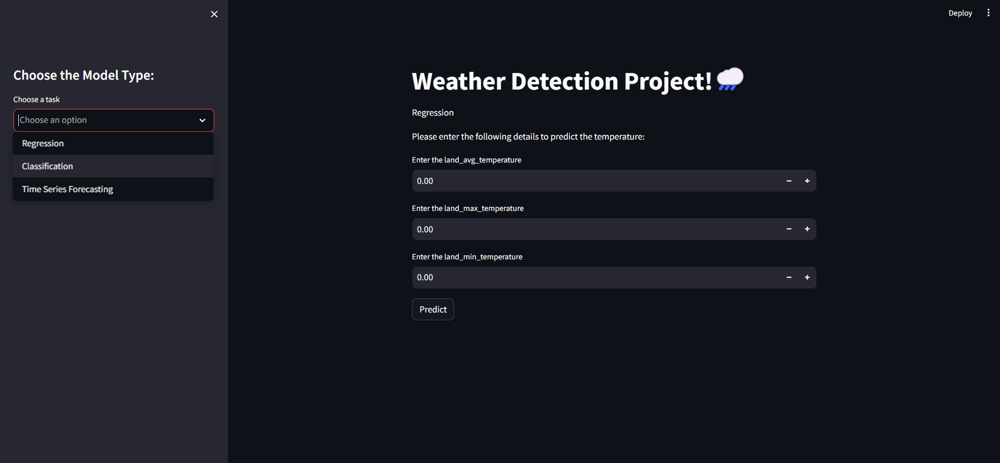 Deploy
Choose the Model Type:
Choose a task
Choose an option
Regression
Classification
Time Series Forecasting
Weather Detection Project!
Regression
Please enter the following details to predict the temperature:
Enter the land_avg_temperature
0.00
Enter the land_max_temperature
0.00
Enter the land_min_temperature
0.00
Predict